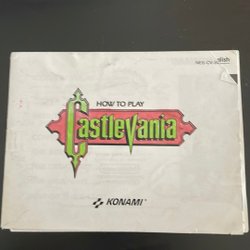 HOW TO PLAY
Castlevania
KONAMI®